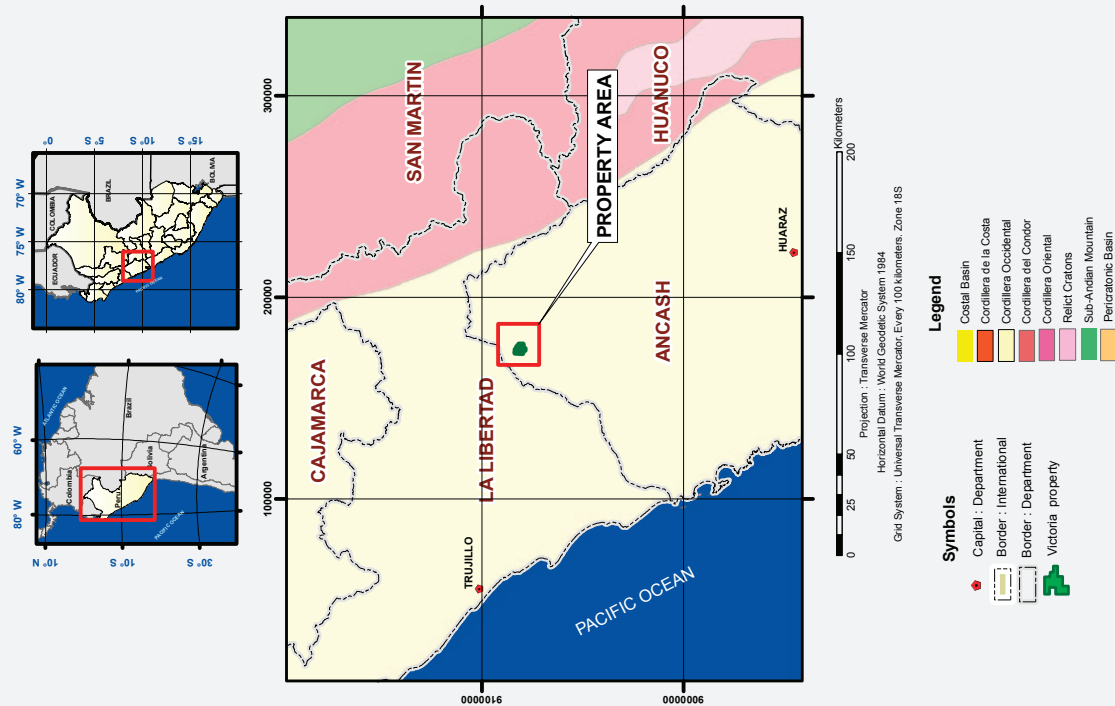 80° W
60° W
10° N
10° S
30° S
ATLANTIC OCEAN
Colombia
Brazil
Peru
Bolivia
Argentina
PACIFIC OCEAN
80° W
75° W
70° W
0°
5° S
10° S
15° S
COLOMBIA
ECUADOR
BRAZIL
BOLIVIA
PACIFIC OCEAN
100000
200000
300000
CAJAMARCA
SAN MARTIN
LA LIBERTAD
TRUJILLO
HUANUCO
PROPERTY AREA
ANCASH
HUARAZ
PACIFIC OCEAN
9100000
9000000
0 25 50 100 150 200
Kilometers
Projection : Transverse Mercator
Horizontal Datum : World Geodetic System 1984
Grid System : Universal Transverse Mercator, Every 100 kilometers, Zone 18S
Symbols
Capital : Department
Border : International
Border : Department
Victoria property
Legend
Costal Basin
Cordillera de la Costa
Cordillera Occidental
Cordillera del Condor
Cordilera Oriental
Relict Cratons
Sub-Andian Mountain
Pericratonic Basin